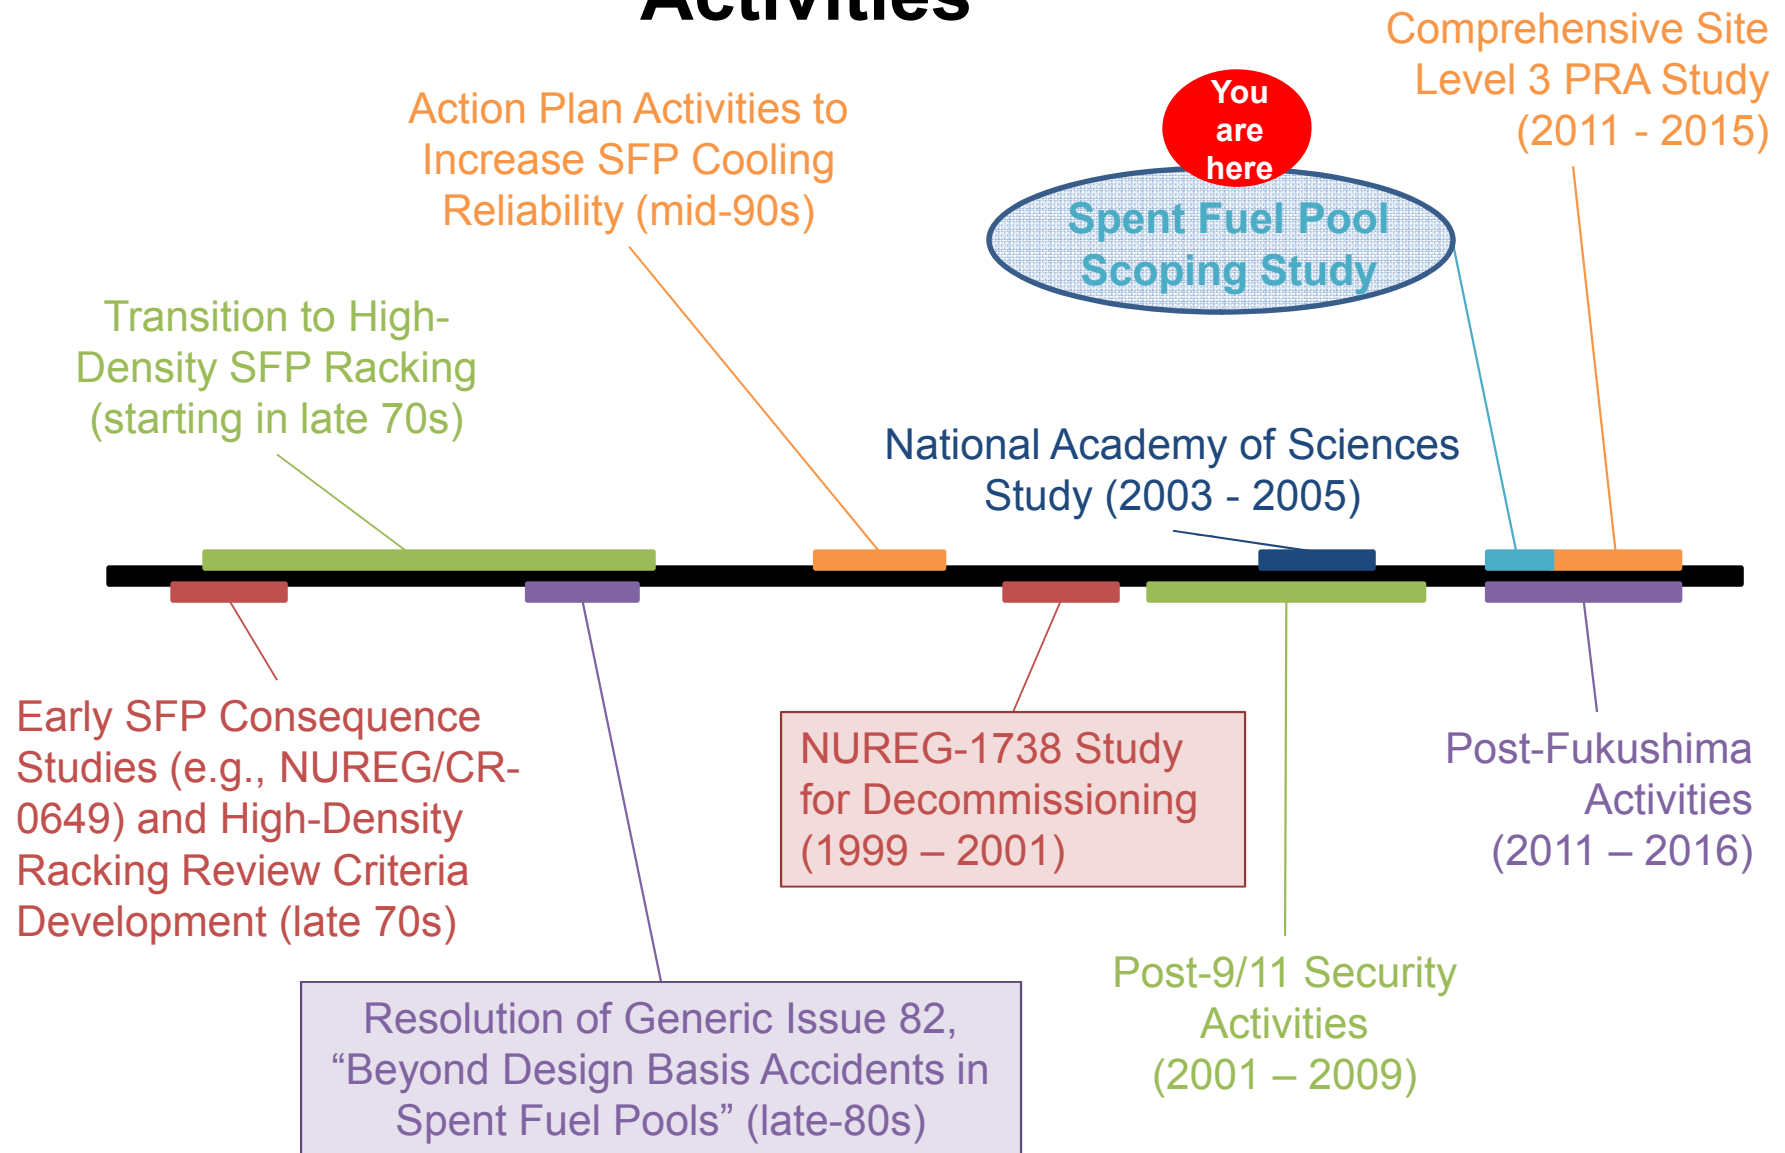 Activities
Comprehensive Site
Level 3 PRA Study
(2011 - 2015)
You
are
here
Spent Fuel Pool
Scoping Study
Action Plan Activities to
Increase SFP Cooling
Reliability (mid-90s)
Transition to High-
Density SFP Racking
(starting in late 70s)
National Academy of Sciences
Study (2003 - 2005)
Early SFP Consequence
Studies (e.g., NUREG/CR-
0649) and High-Density
Racking Review Criteria
Development (late 70s)
NUREG-1738 Study
for Decommissioning
(1999 – 2001)
Post-Fukushima
Activities
(2011 – 2016)
Post-9/11 Security
Activities
(2001 – 2009)
Resolution of Generic Issue 82,
“Beyond Design Basis Accidents in
Spent Fuel Pools” (late-80s)